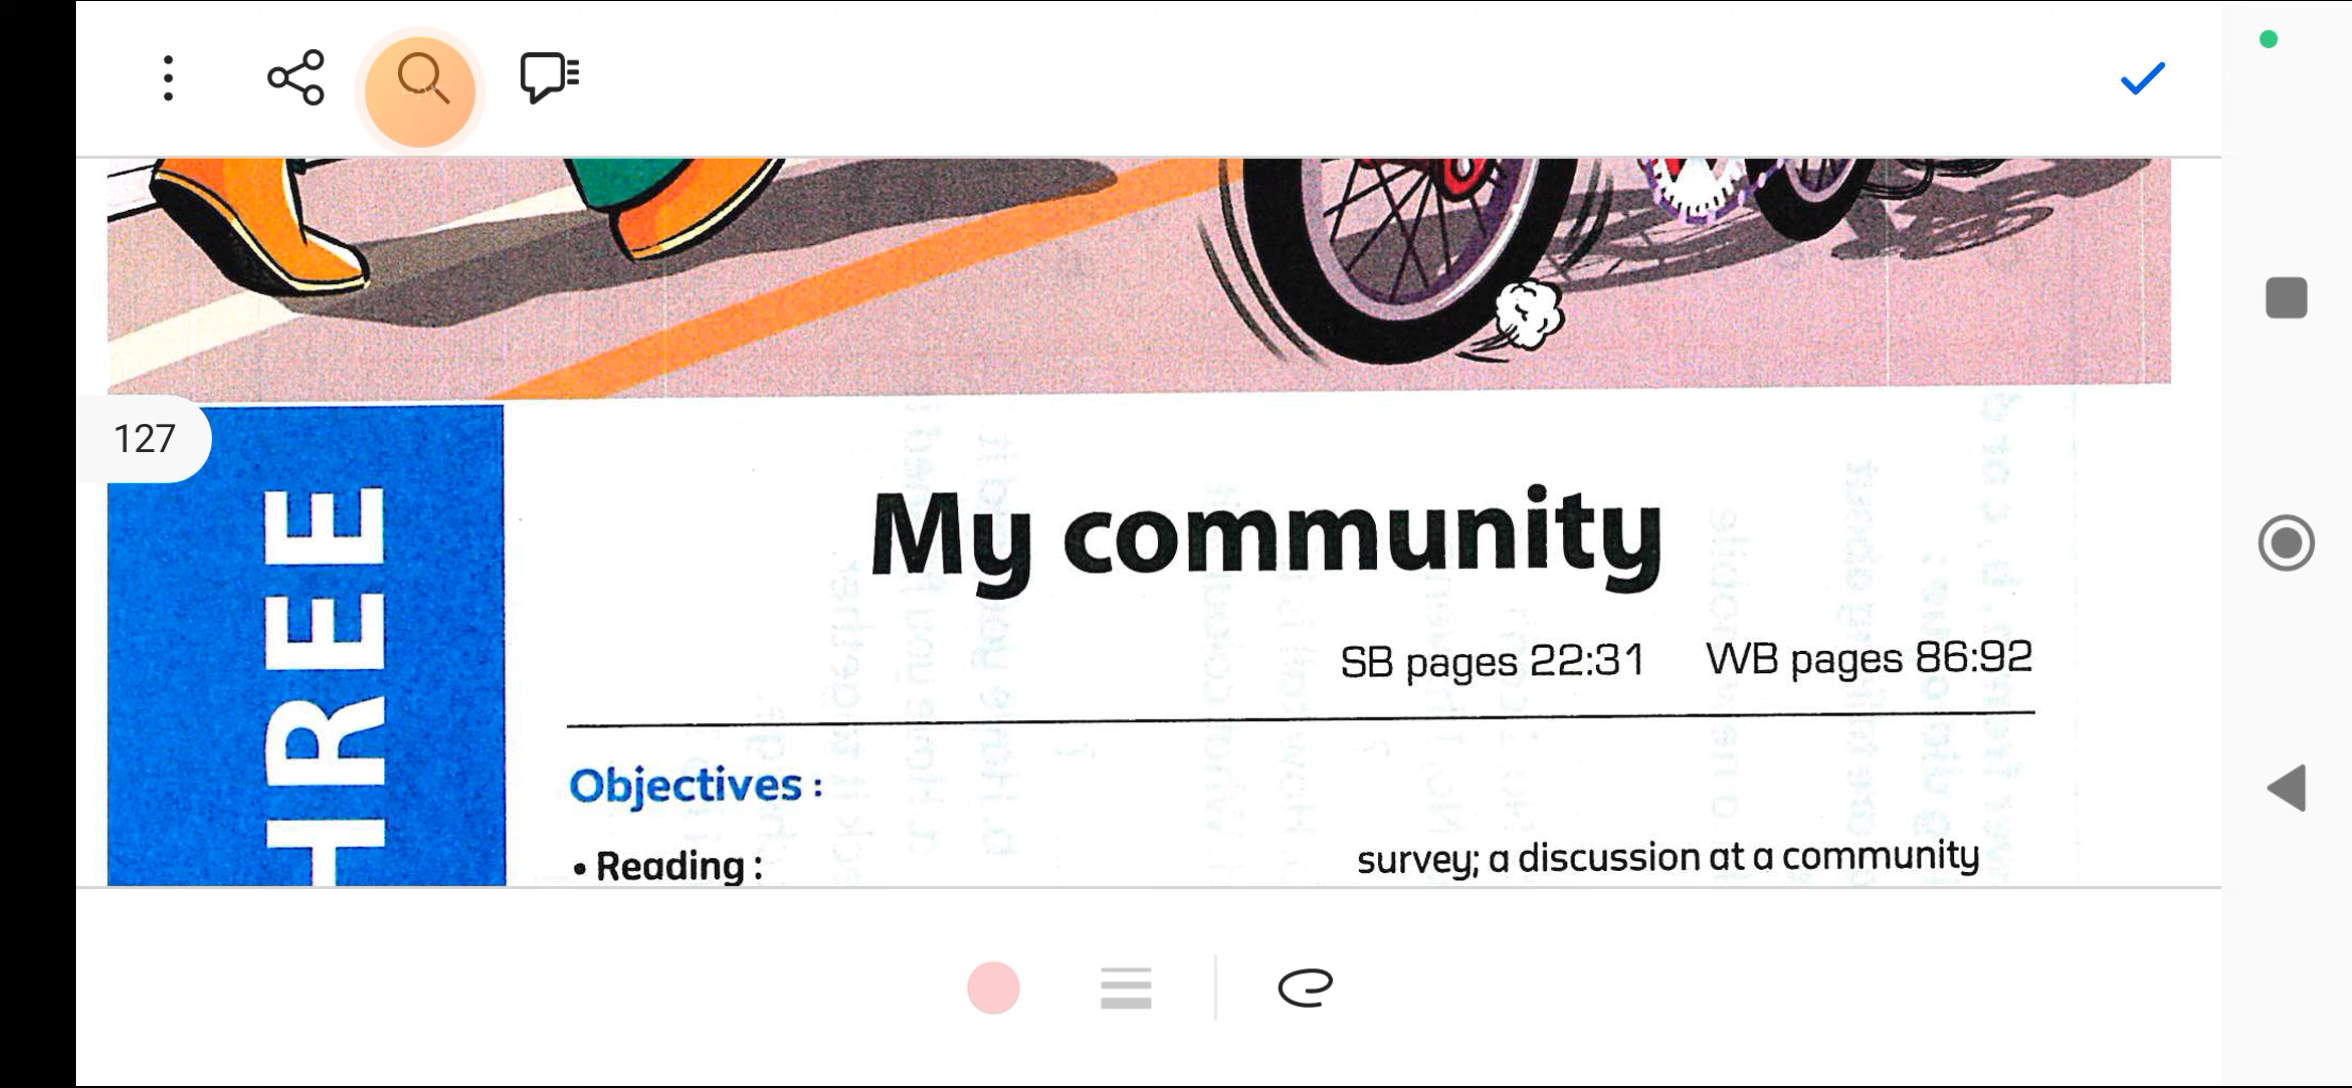 127
HREE
My community
SB pages 22:31 WB pages 86:92
Objectives :
• Reading :
survey; a discussion at a community